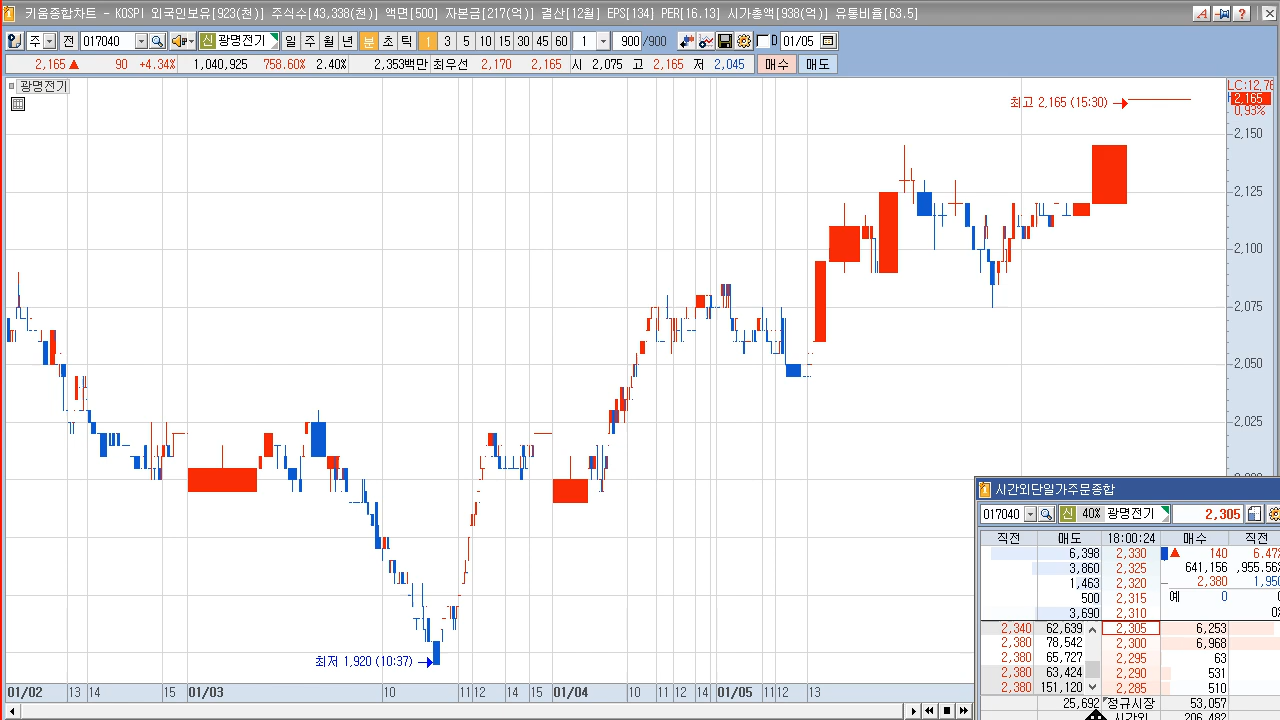 키움종합차트 - KOSPI 외국인보유[923(천)] 주식수[43,338(천)] 액면[500] 자본금[217(억)] 결산[12월] EPS[134] PER[16.13] 시가총액[938(억)] 유통비율[63.5]
주 전 017040 신 광명전기 일 주 월 년 분 초 틱 1 3 5 10 15 30 45 60 1 900 /900 D 01/05
2,165 ▲ 90 +4.34% 1,040,925 758.60% 2.40% 2,353백만 최우선 2,170 2,165 시 2,075 고 2,165 저 2,045 매수 매도
광명전기
LC:12,76
최고 2,165 (15:30)
2,165
0,93%
2,150
2,125
2,100
2,075
2,050
2,025
최저 1,920 (10:37)
01/02 13 14 15 01/03 10 11 12 14 15 01/04 10 11 12 14 01/05 11 12 13
시간외단일가주문종합
017040 신 40% 광명전기 2,305
직전 매도 18:00:24 매수 직전
6,398 2,330 ▲ 140
3,860 2,325 641,156
1,463 2,320 2,380
500 2,315 예 0
3,690 2,310
2,340 62,639 2,305 6,253
2,380 78,542 2,300 6,968
2,380 65,727 2,295 63
2,380 63,424 2,290 531
2,380 151,120 2,285 510
25,692 정규시장 53,057
시간외 206,462